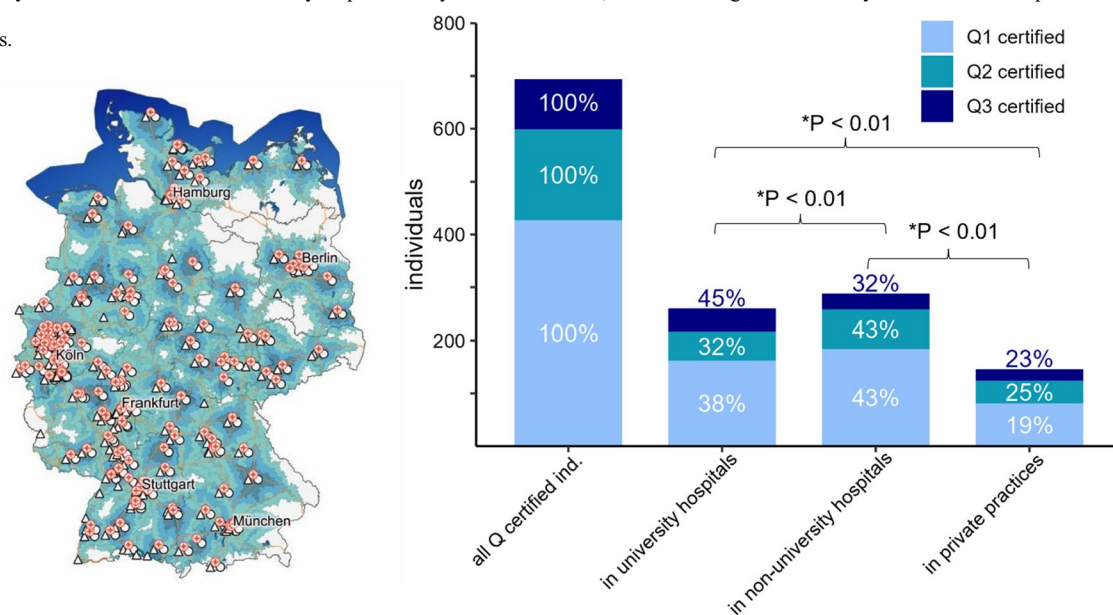 s.
Hamburg
Berlin
Köln
Frankfurt
Stuttgart
München
800
600
400
200
individuals
Q1 certified
Q2 certified
Q3 certified
*P < 0.01
*P < 0.01
*P < 0.01
100%
100%
100%
45%
32%
38%
32%
43%
43%
23%
25%
19%
all Q certified ind.
in university hospitals
in non-university hospitals
in private practices